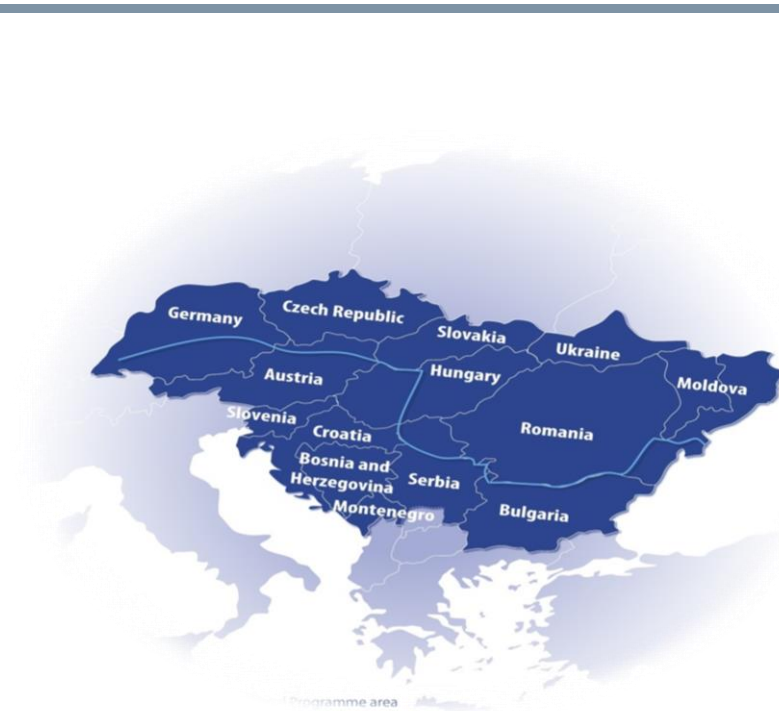 Germany
Czech Republic
Slovakia
Ukraine
Moldova
Austria
Hungary
Slovenia
Croatia
Romania
Bosnia and
Herzegovina
Serbia
Montenegro
Bulgaria
Programme area